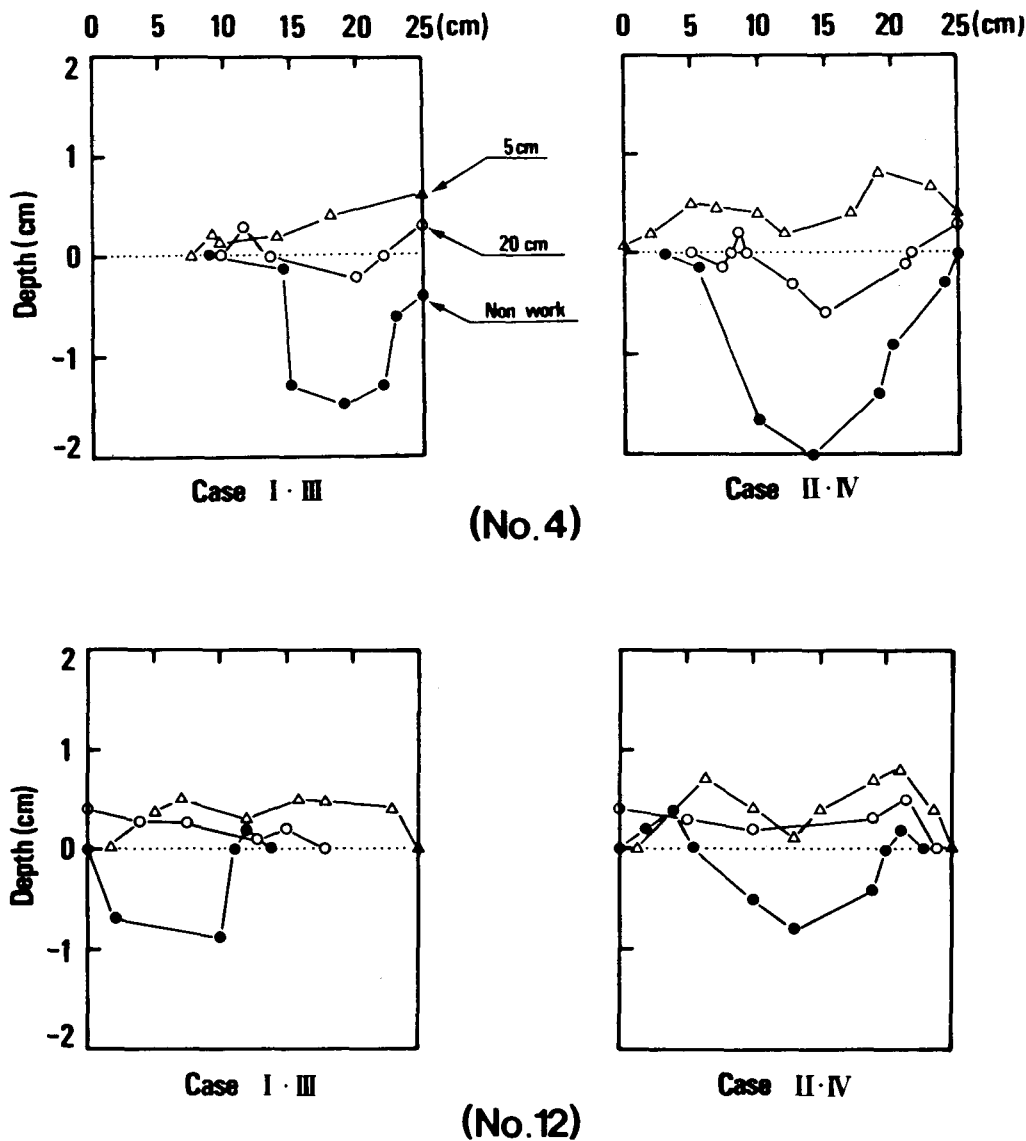 0 5 10 15 20 25 (cm) 0 5 10 15 20 25 (cm)
2
1
5 cm
Depth (cm)
0
20 cm
Non work
-1
-2
Case I · III Case II · IV
(No. 4)
2
1
Depth (cm)
0
-1
-2
Case I · III Case II · IV
(No. 12)